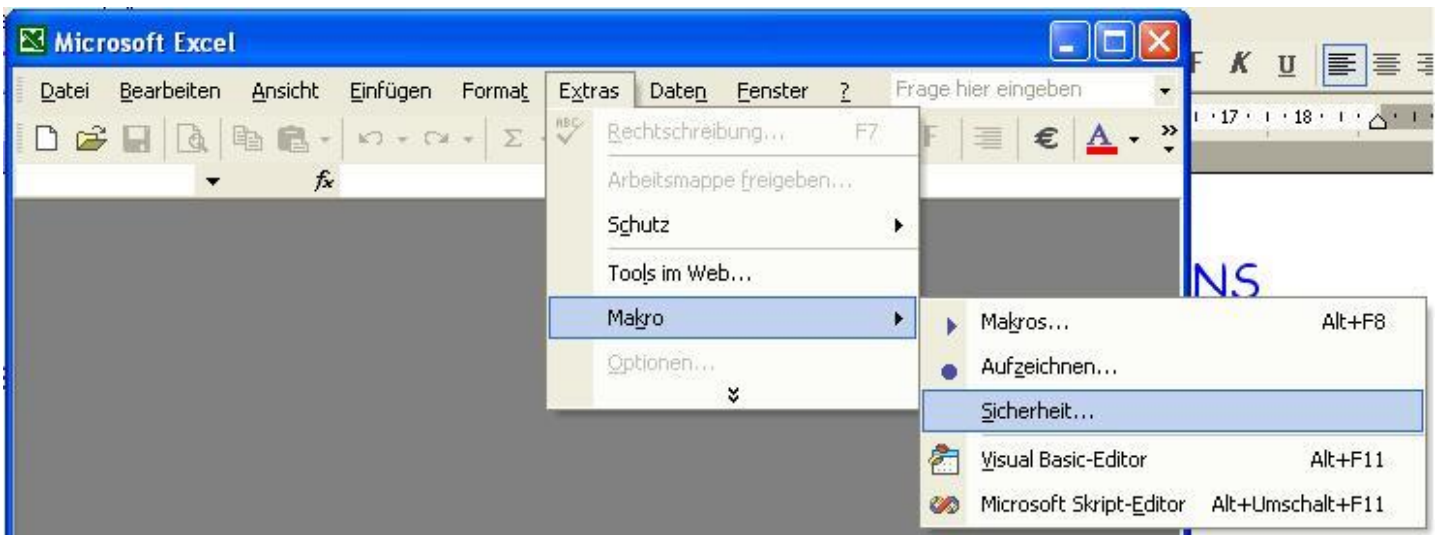 Microsoft Excel
Datei Bearbeiten Ansicht Einfügen Format Extras Daten Fenster ? Frage hier eingeben
F K U
17 18
ABC Rechtschreibung... F7
Σ F € A
fx
Arbeitsmappe freigeben...
Schutz
Tools im Web...
NS
Makro
Makros... Alt+F8
Optionen...
Aufzeichnen...
Sicherheit...
Visual Basic-Editor Alt+F11
Microsoft Skript-Editor Alt+Umschalt+F11